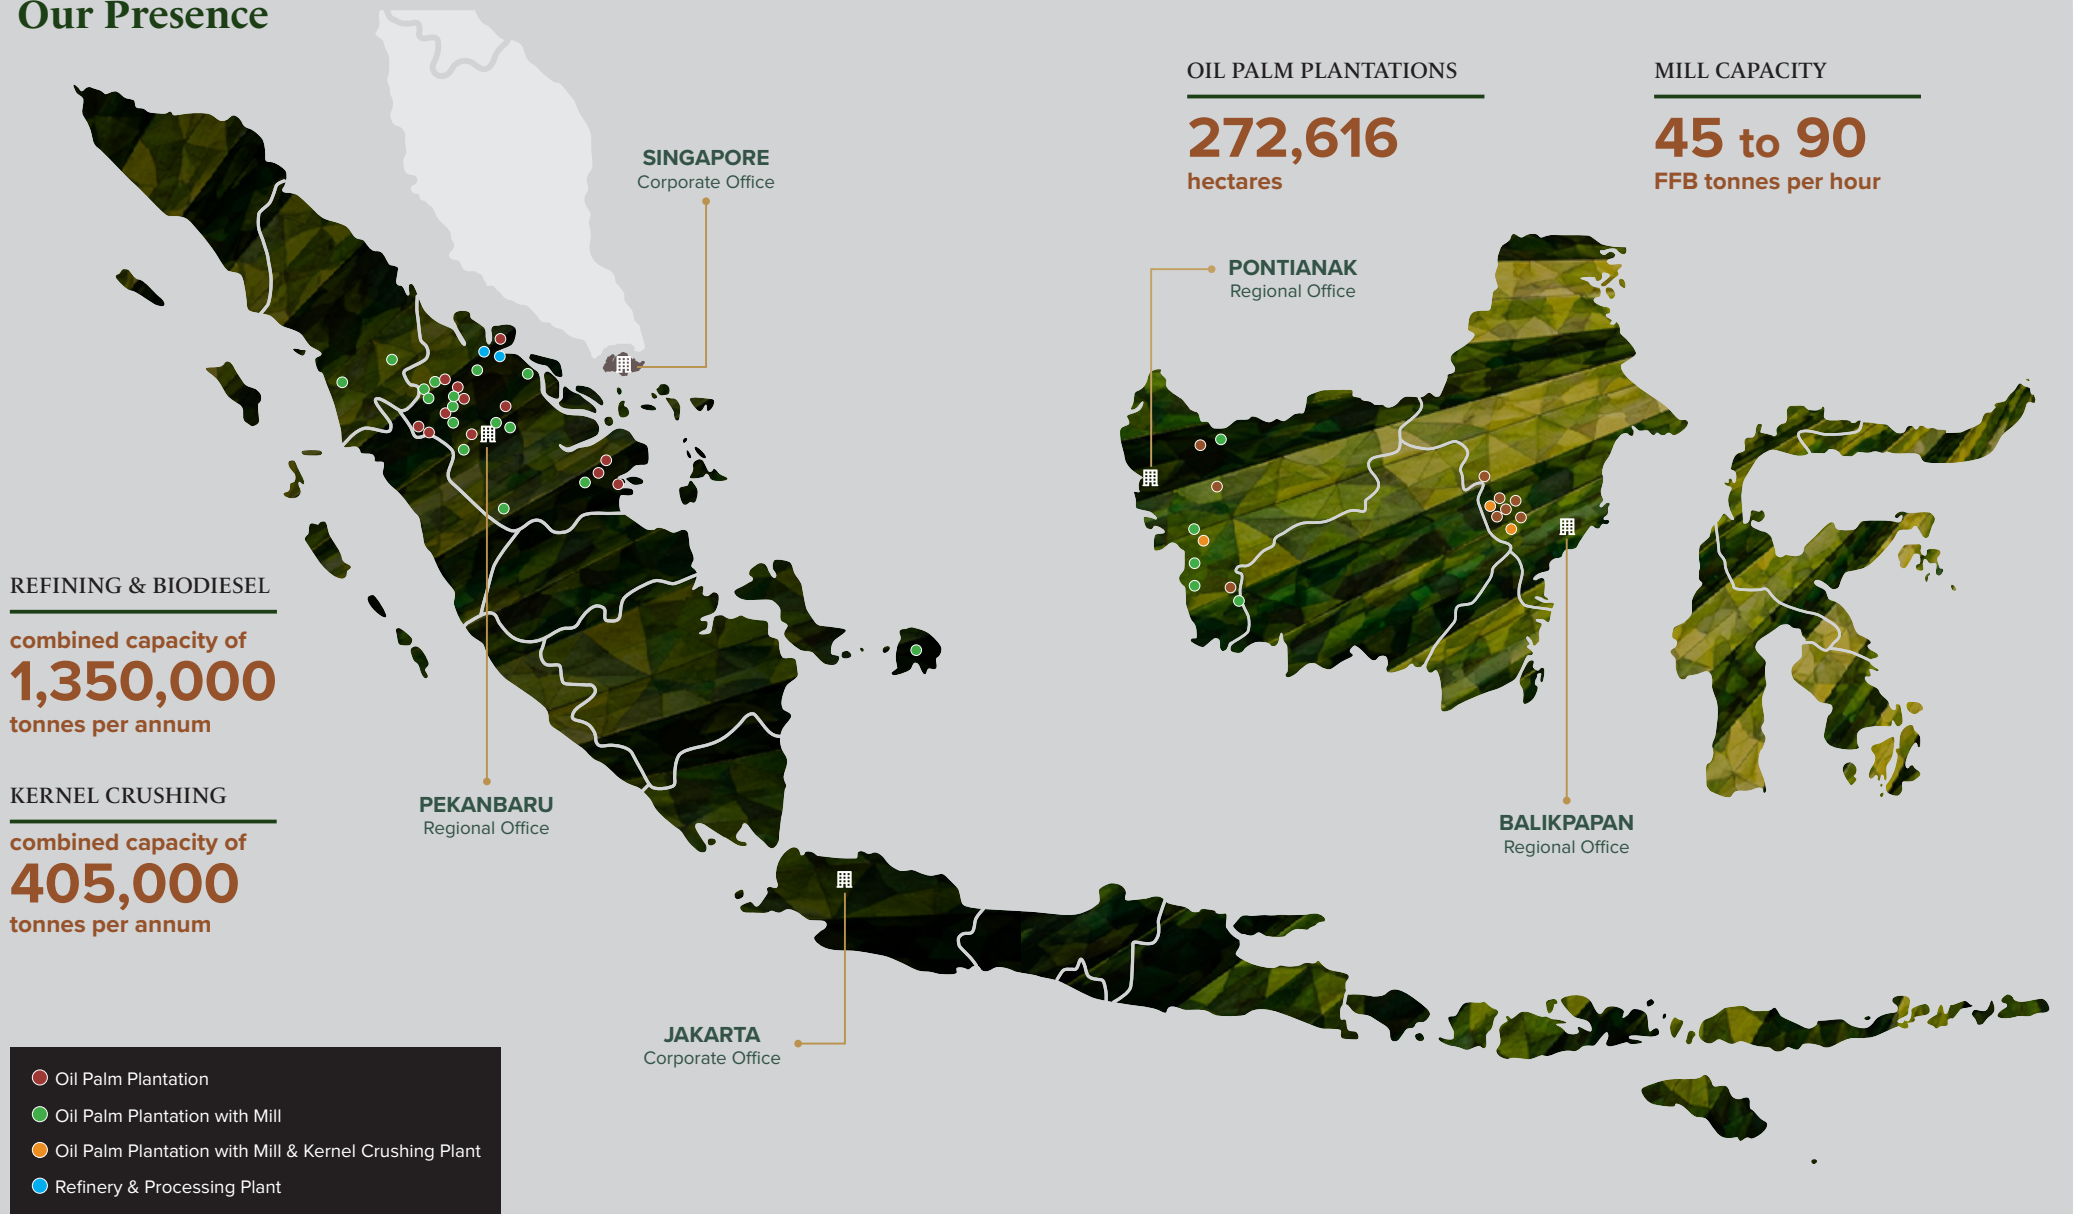 Our Presence
OIL PALM PLANTATIONS
272,616
hectares
MILL CAPACITY
45 to 90
FFB tonnes per hour
SINGAPORE
Corporate Office
PONTIANAK
Regional Office
REFINING & BIODIESEL
combined capacity of
1,350,000
tonnes per annum
KERNEL CRUSHING
combined capacity of
405,000
tonnes per annum
PEKANBARU
Regional Office
BALIKPAPAN
Regional Office
JAKARTA
Corporate Office
Oil Palm Plantation
Oil Palm Plantation with Mill
Oil Palm Plantation with Mill & Kernel Crushing Plant
Refinery & Processing Plant